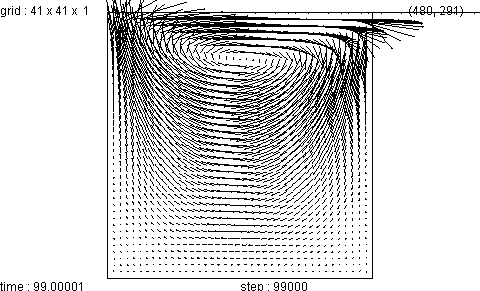 grid : 41 x 41 x 1
(480, 291)
time : 99.00001
step : 99000